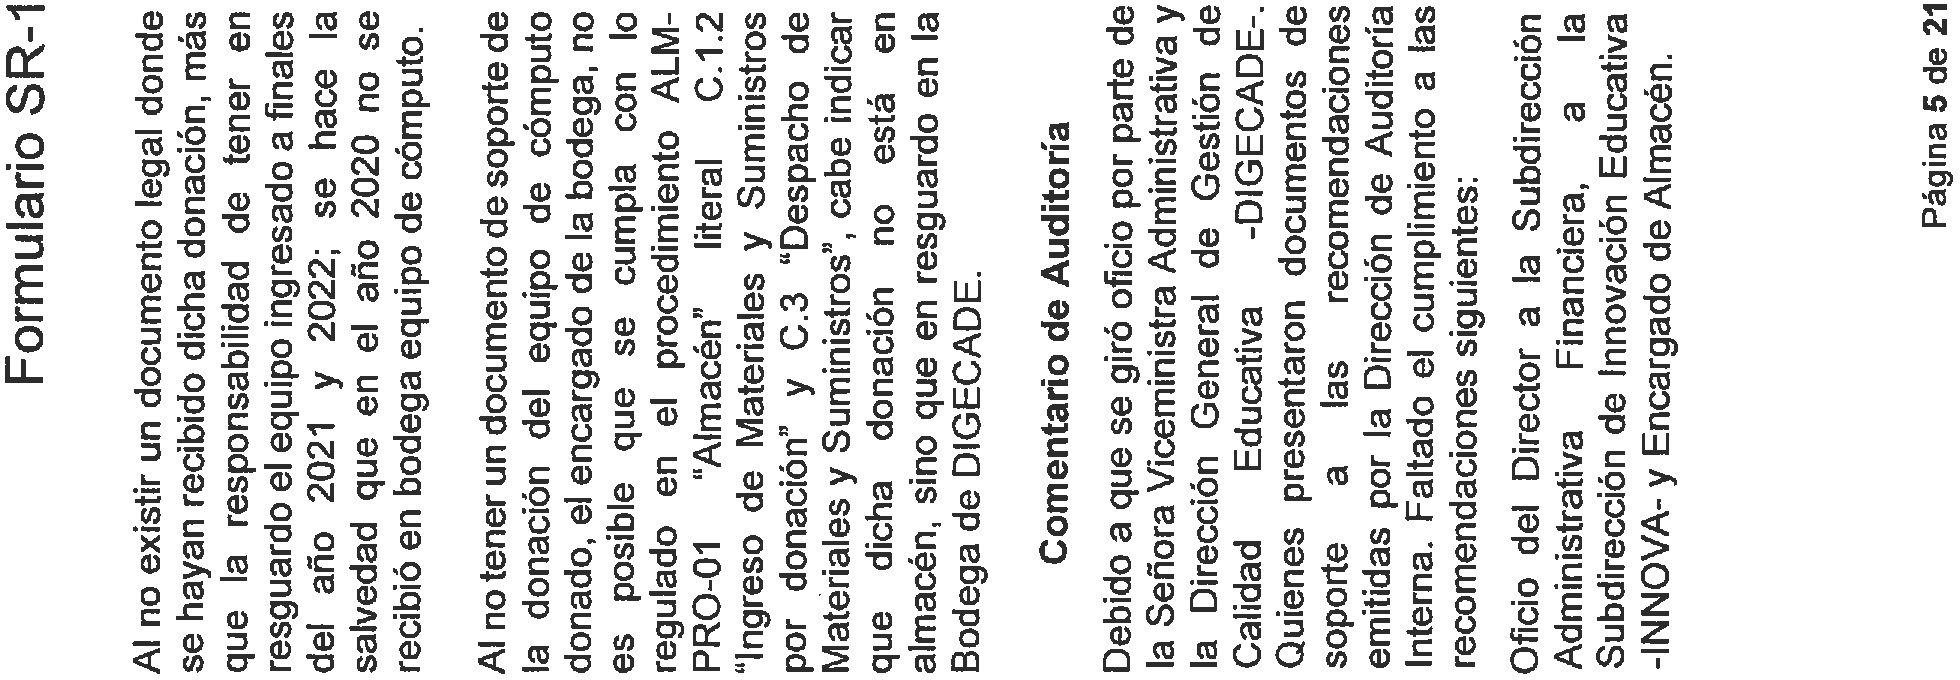 Formulario SR-1
Al no existir un documento legal donde
se hayan recibido dicha donación, más
que la responsabilidad de tener en
resguardo el equipo ingresado a finales
del año 2021 y 2022; se hace la
salvedad que en el año 2020 no se
recibió en bodega equipo de cómputo.
Al no tener un documento de soporte de
la donación del equipo de cómputo
donado, el encargado de la bodega, no
es posible que se cumpla con lo
regulado en el procedimiento ALM-
PRO-01 “Almacén” literal C.1.2
“Ingreso de Materiales y Suministros
por donación” y C.3 “Despacho de
Materiales y Suministros”, cabe indicar
que dicha donación no está en
almacén, sino que en resguardo en la
Bodega de DIGECADE.
Comentario de Auditoría
Debido a que se giró oficio por parte de
la Señora Viceministra Administrativa y
la Dirección General de Gestión de
Calidad Educativa -DIGECADE-.
Quienes presentaron documentos de
soporte a las recomendaciones
emitidas por la Dirección de Auditoría
Interna. Faltado el cumplimiento a las
recomendaciones siguientes:
Oficio del Director a la Subdirección
Administrativa Financiera, a la
Subdirección de Innovación Educativa
-INNOVA- y Encargado de Almacén.
Página 5 de 21